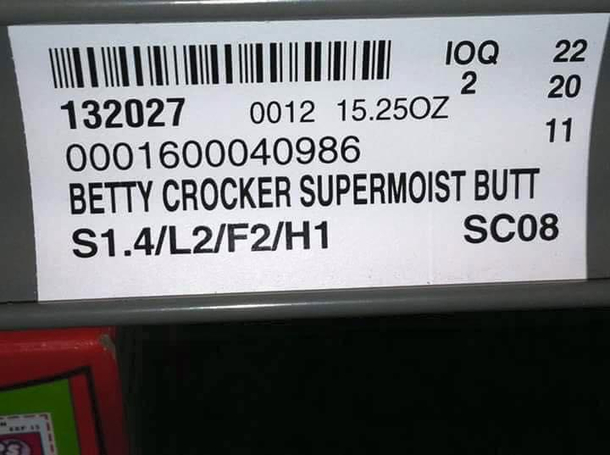 IOQ 22
2 20
132027 0012 15.25OZ
11
0001600040986
BETTY CROCKER SUPERMOIST BUTT
S1.4/L2/F2/H1 SC08